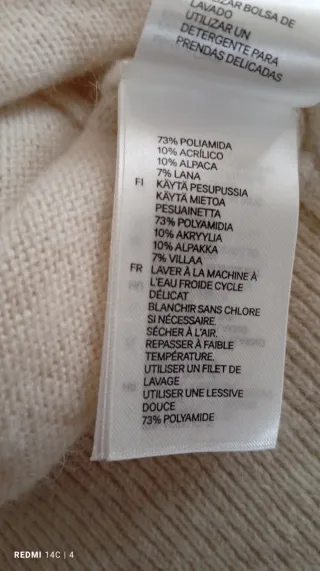 IZAR BOLSA DE
LAVADO
UTILIZAR UN
DETERGENTE PARA
PRENDAS DELICADAS
73% POLIAMIDA
10% ACRÍLICO
10% ALPACA
7% LANA
FI KÄYTÄ PESUPUSSIA
KÄYTÄ MIETOA
PESUAINETTA
73% POLYAMIDIA
10% AKRYYLIA
10% ALPAKKA
7% VILLAA
FR LAVER À LA MACHINE À
L'EAU FROIDE CYCLE
DÉLICAT
BLANCHIR SANS CHLORE
SI NÉCESSAIRE.
SÉCHER À L'AIR.
REPASSER À FAIBLE
TEMPÉRATURE.
UTILISER UN FILET DE
LAVAGE
UTILISER UNE LESSIVE
DOUCE
73% POLYAMIDE
REDMI 14C | 4